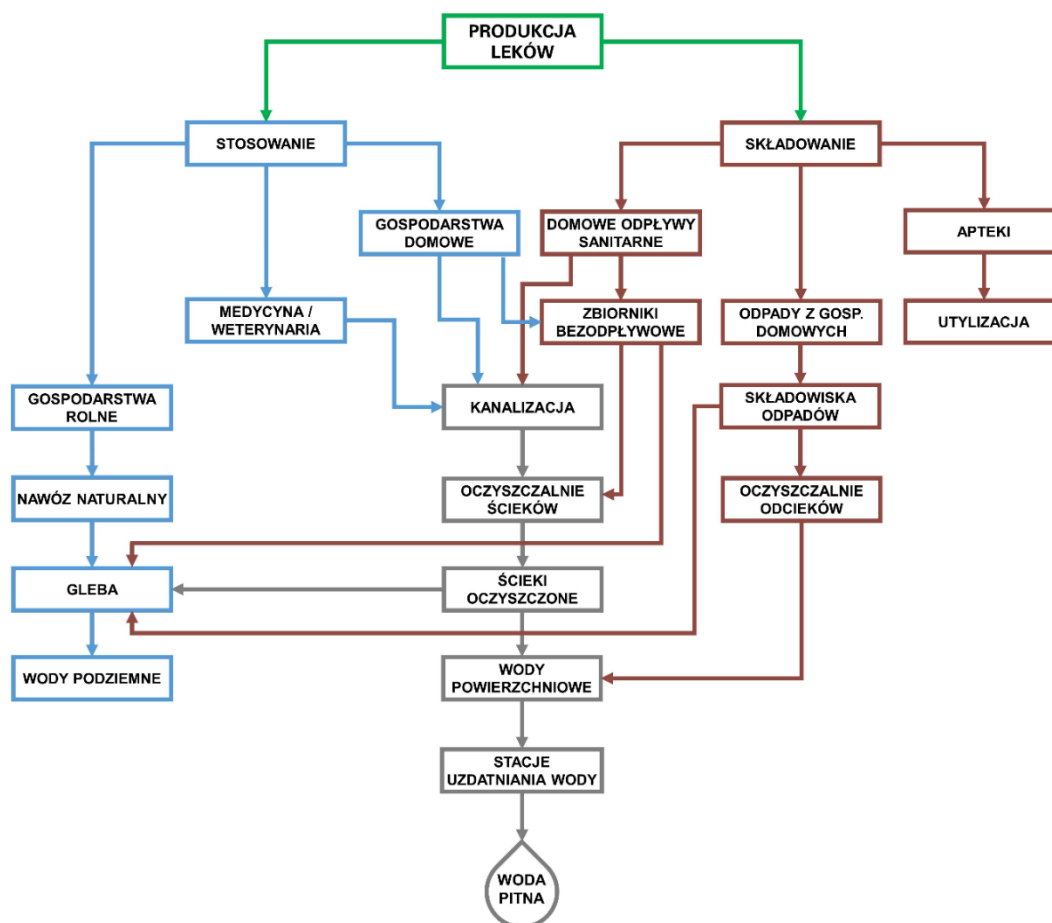 PRODUKCJA
LEKÓW
STOSOWANIE
SKŁADOWANIE
GOSPODARSTWA
DOMOWE
DOMOWE ODPŁYWY
SANITARNE
APTEKI
MEDYCYNA /
WETERYNARIA
ZBIORNIKI
BEZODPŁYWOWE
ODPADY Z GOSP.
DOMOWYCH
UTYLIZACJA
GOSPODARSTWA
ROLNE
KANALIZACJA
SKŁADOWISKA
ODPADÓW
NAWÓZ NATURALNY
OCZYSZCZALNIE
ŚCIEKÓW
OCZYSZCZALNIE
ODCIEKÓW
GLEBA
ŚCIEKI
OCZYSZCZONE
WODY PODZIEMNE
WODY
POWIERZCHNIOWE
STACJE
UZDATNIANIA WODY
WODA
PITNA